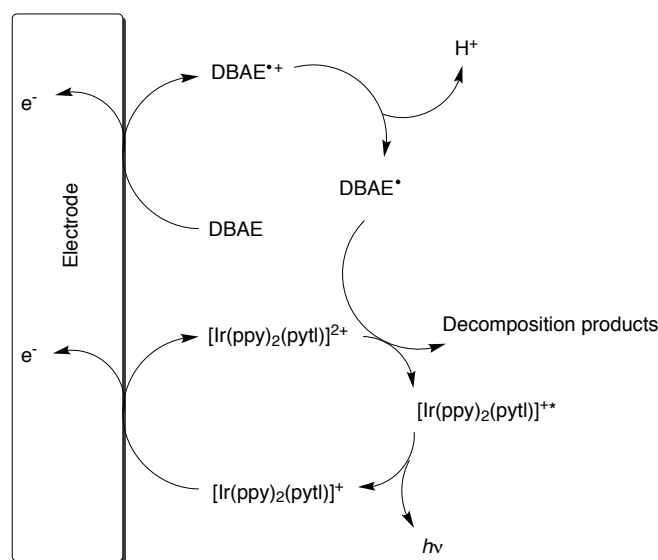 H⁺
DBAE•+
e⁻
DBAE•
DBAE
Electrode
Decomposition products
[Ir(ppy)₂(pytl)]²⁺
e⁻
[Ir(ppy)₂(pytl)]⁺*
[Ir(ppy)₂(pytl)]⁺
hν